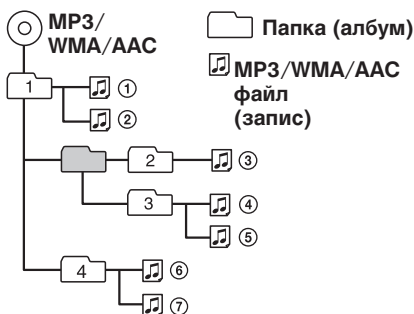 MP3/
WMA/AAC
Папка (албум)
MP3/WMA/AAC
файл
(запис)
1
①
②
2
③
3
④
⑤
4
⑥
⑦